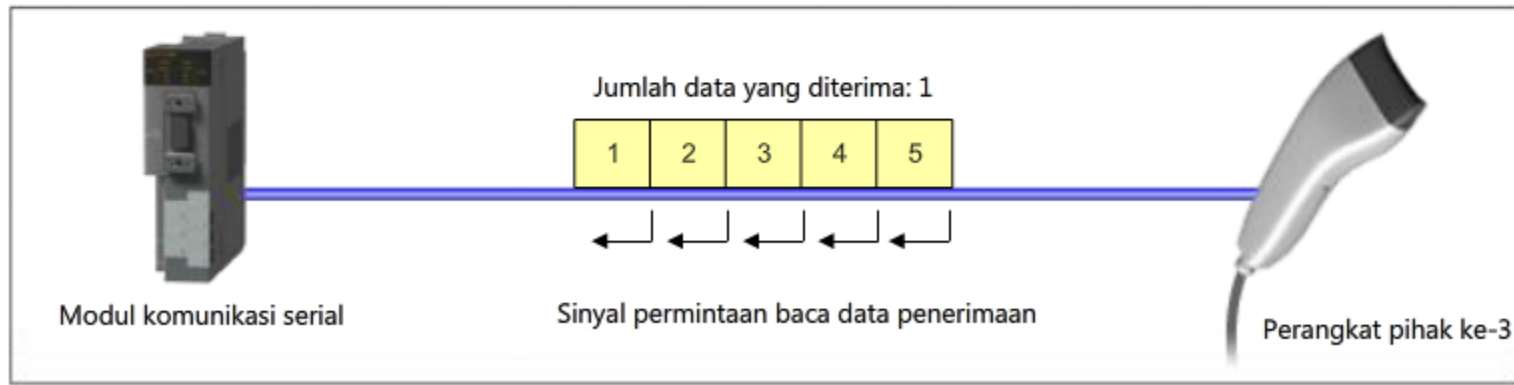 Jumlah data yang diterima: 1
1 2 3 4 5
Modul komunikasi serial
Sinyal permintaan baca data penerimaan
Perangkat pihak ke-3